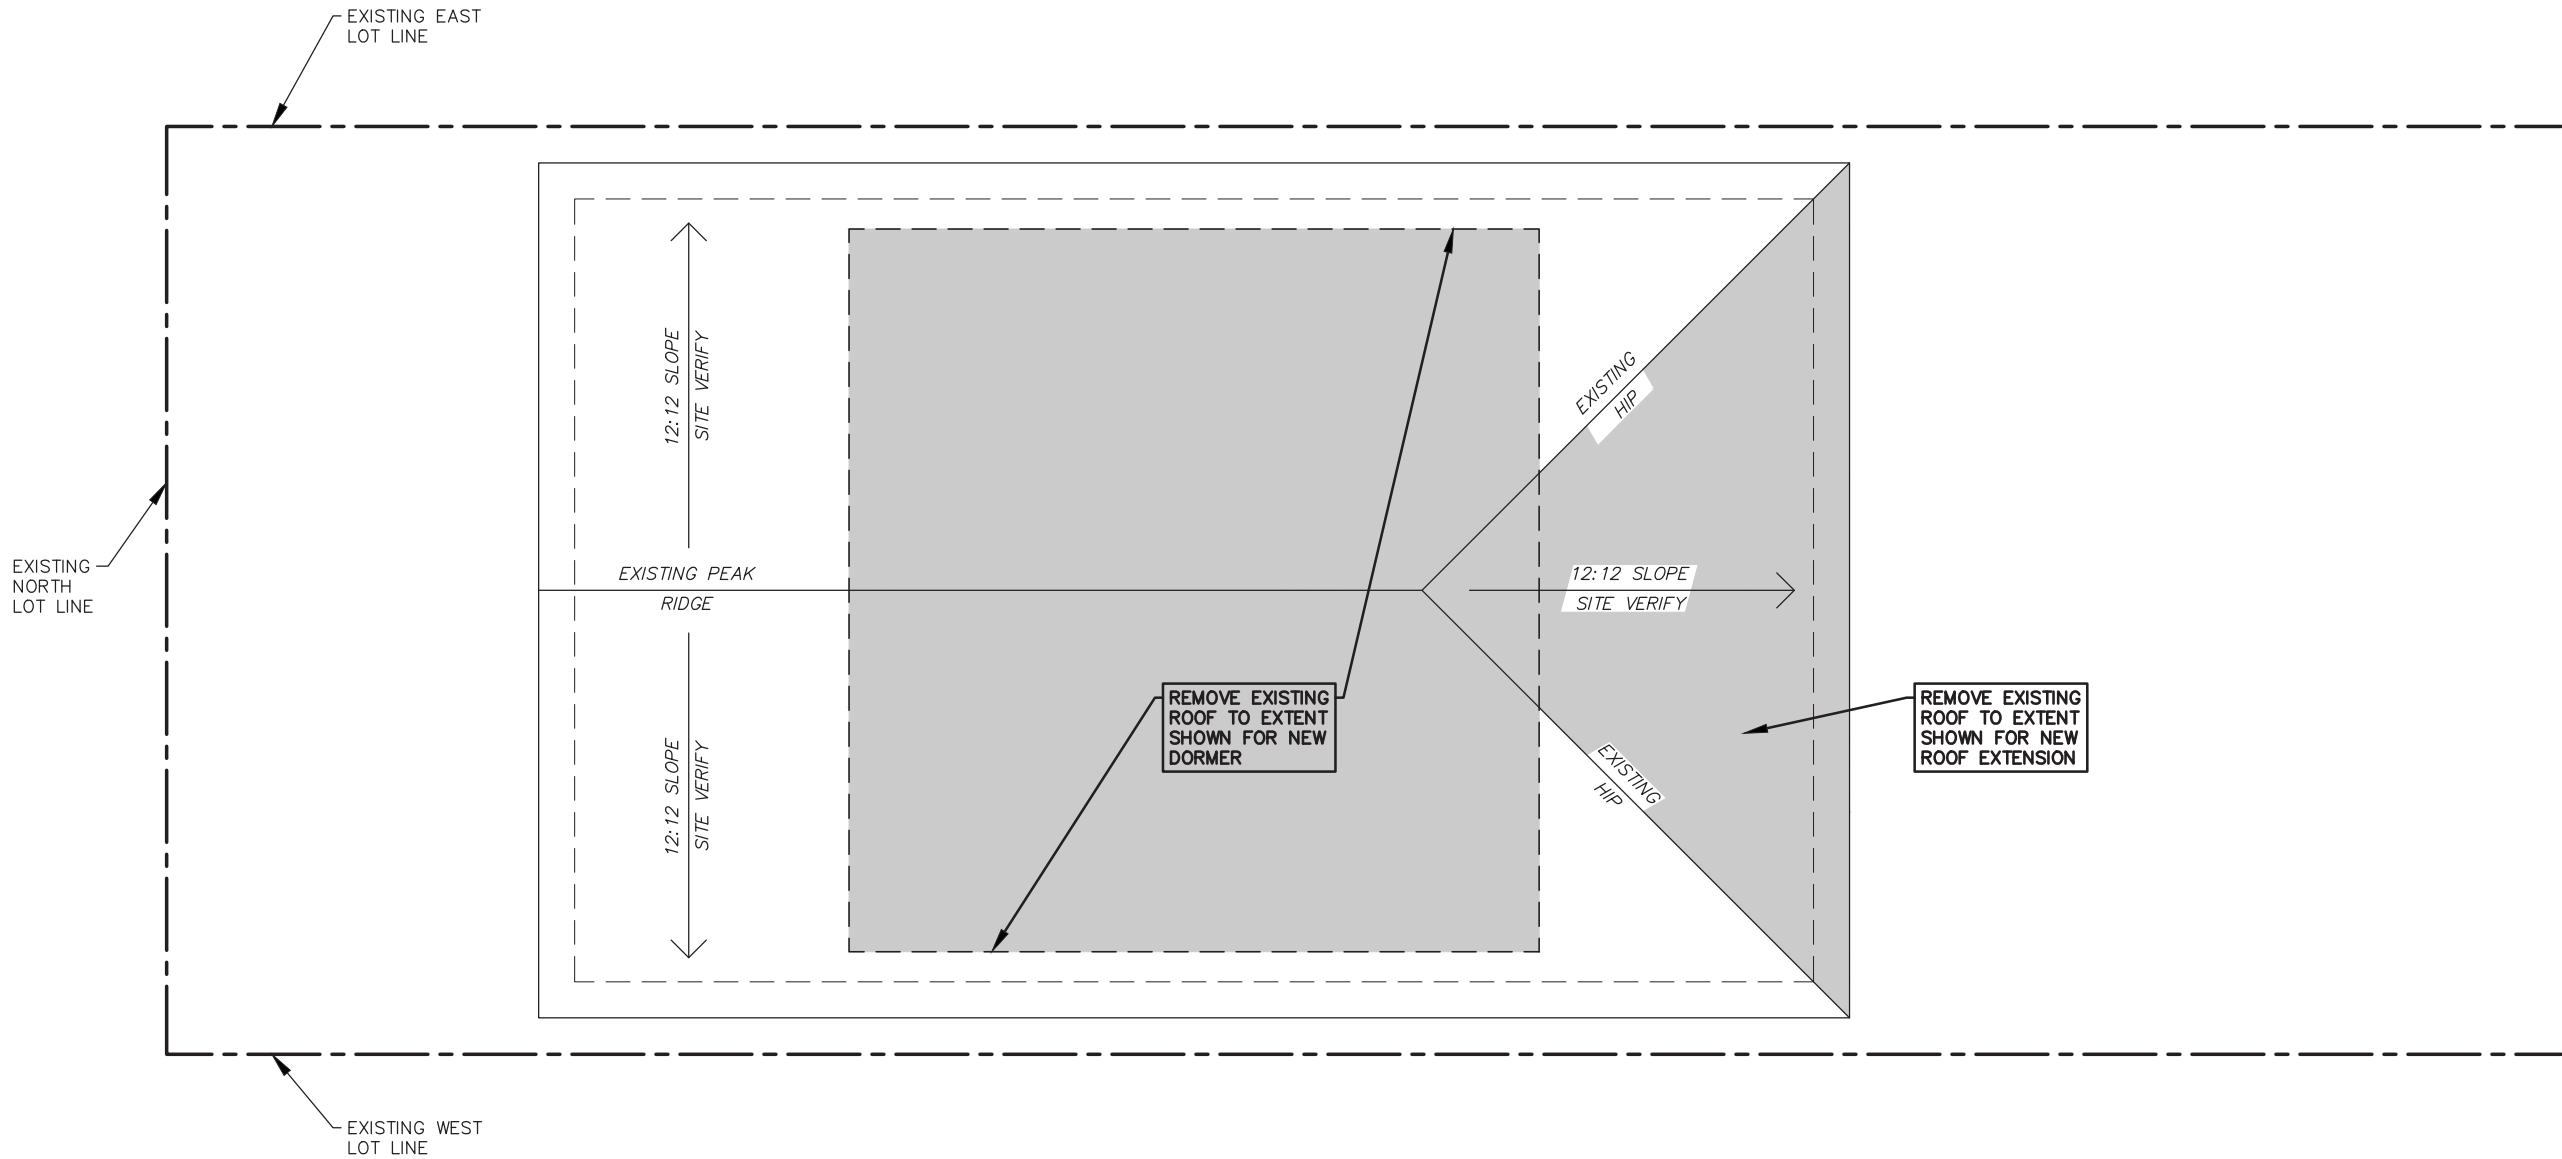 EXISTING EAST
LOT LINE
EXISTING
NORTH
LOT LINE
12:12 SLOPE
SITE VERIFY
EXISTING PEAK
RIDGE
12:12 SLOPE
SITE VERIFY
EXISTING
HIP
12:12 SLOPE
SITE VERIFY
REMOVE EXISTING
ROOF TO EXTENT
SHOWN FOR NEW
DORMER
EXISTING
HIP
REMOVE EXISTING
ROOF TO EXTENT
SHOWN FOR NEW
ROOF EXTENSION
EXISTING WEST
LOT LINE